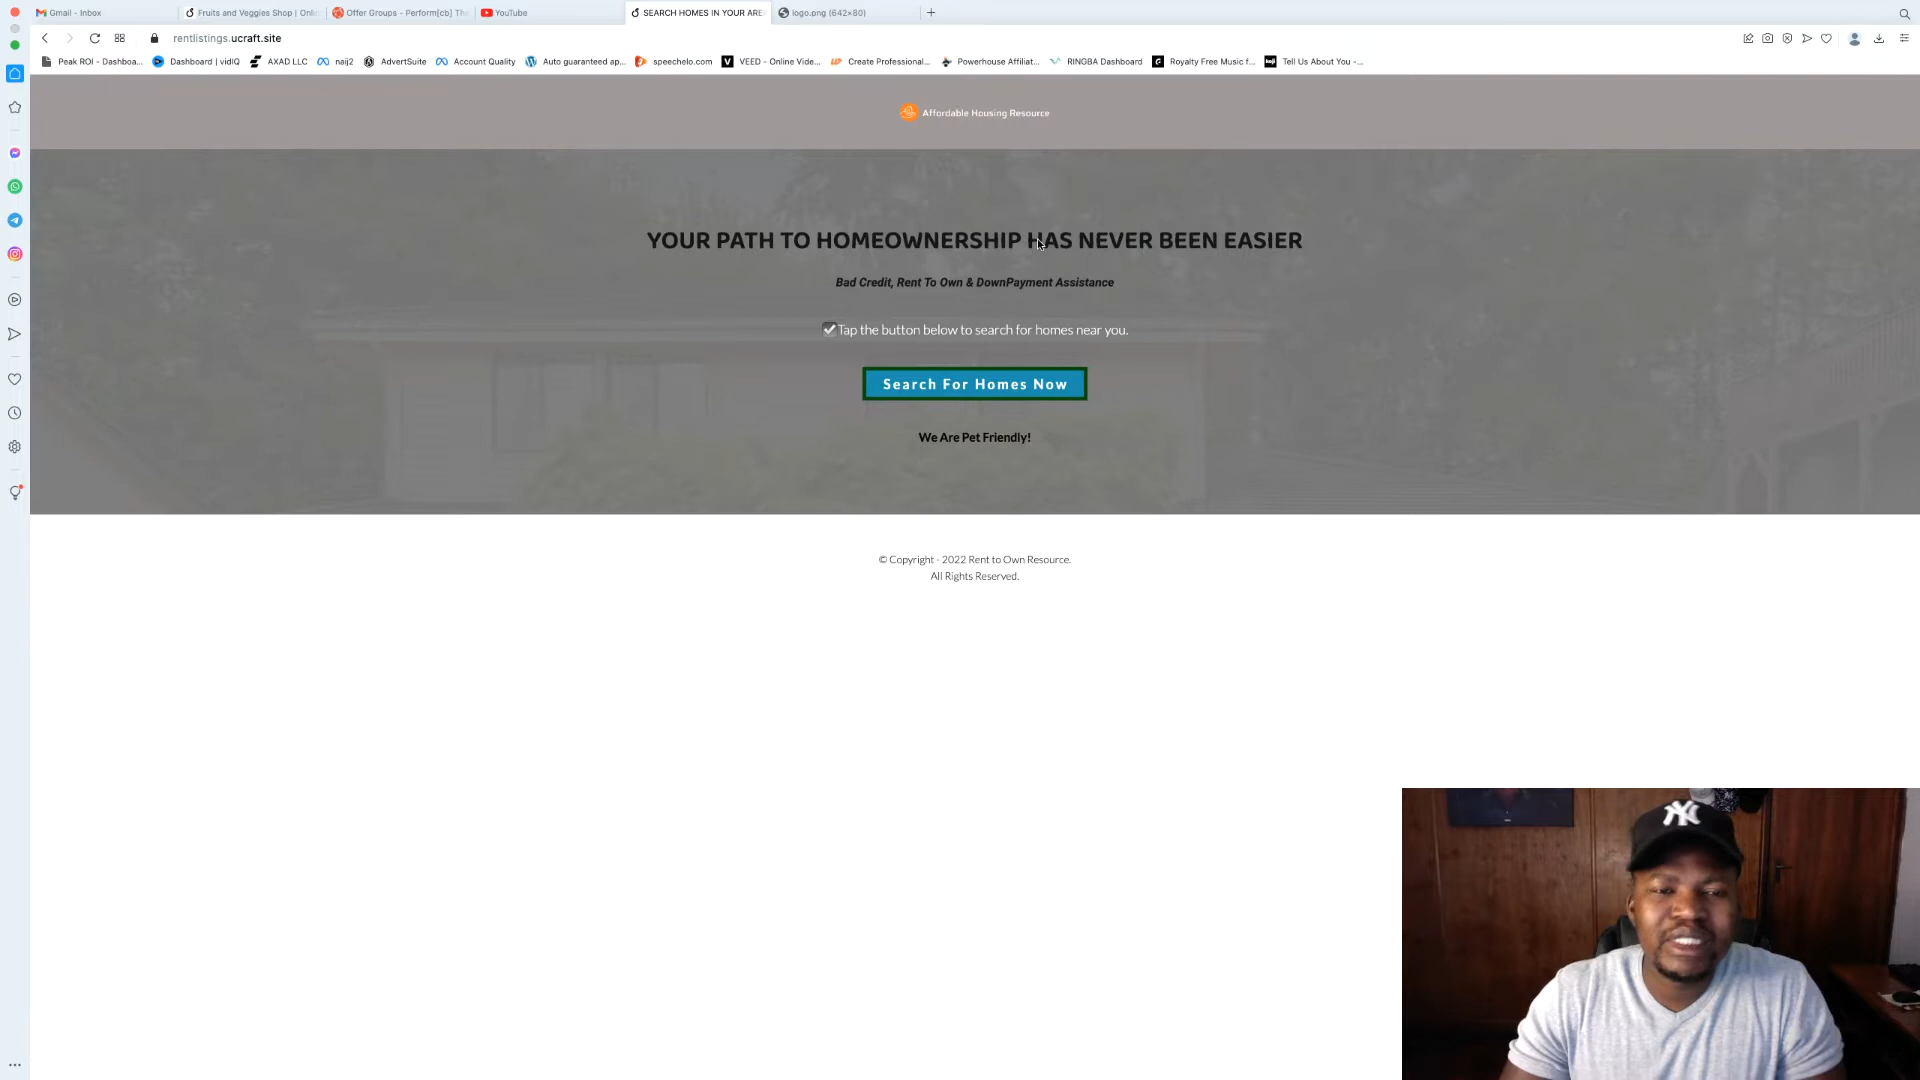 Gmail - Inbox
Fruits and Veggies Shop | Onli
Offer Groups - Perform[cb] The
YouTube
SEARCH HOMES IN YOUR ARE
logo.png (642×80)
rentlistings.ucraft.site
Peak ROI - Dashboa...
Dashboard | vidIQ
AXAD LLC
naij2
AdvertSuite
Account Quality
Auto guaranteed ap...
speechelo.com
VEED - Online Vide...
Create Professional...
Powerhouse Affiliat...
RINGBA Dashboard
Royalty Free Music f...
Tell Us About You -...
Affordable Housing Resource
YOUR PATH TO HOMEOWNERSHIP HAS NEVER BEEN EASIER
Bad Credit, Rent To Own & DownPayment Assistance
Tap the button below to search for homes near you.
Search For Homes Now
We Are Pet Friendly!
© Copyright - 2022 Rent to Own Resource.
All Rights Reserved.
NY